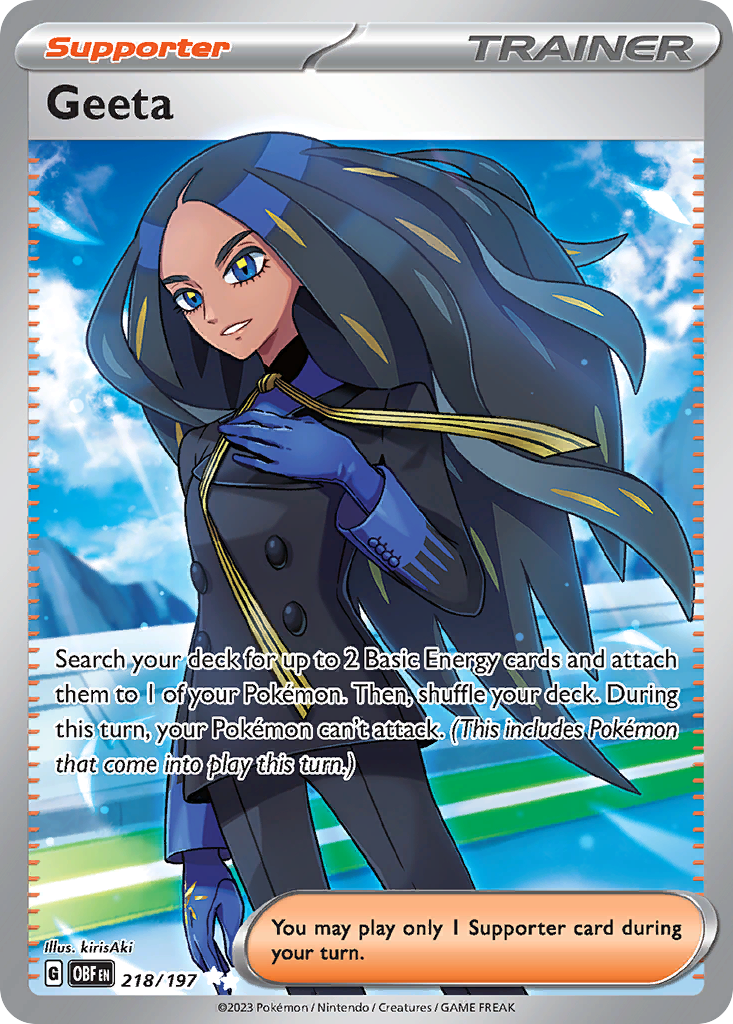 Supporter
TRAINER
Geeta
Search your deck for up to 2 Basic Energy cards and attach
them to 1 of your Pokémon. Then, shuffle your deck. During
this turn, your Pokémon can't attack. (This includes Pokémon
that come into play this turn.)
You may play only 1 Supporter card during
your turn.
Illus. kirisAki
G OBF EN 218/197
©2023 Pokémon / Nintendo / Creatures / GAME FREAK